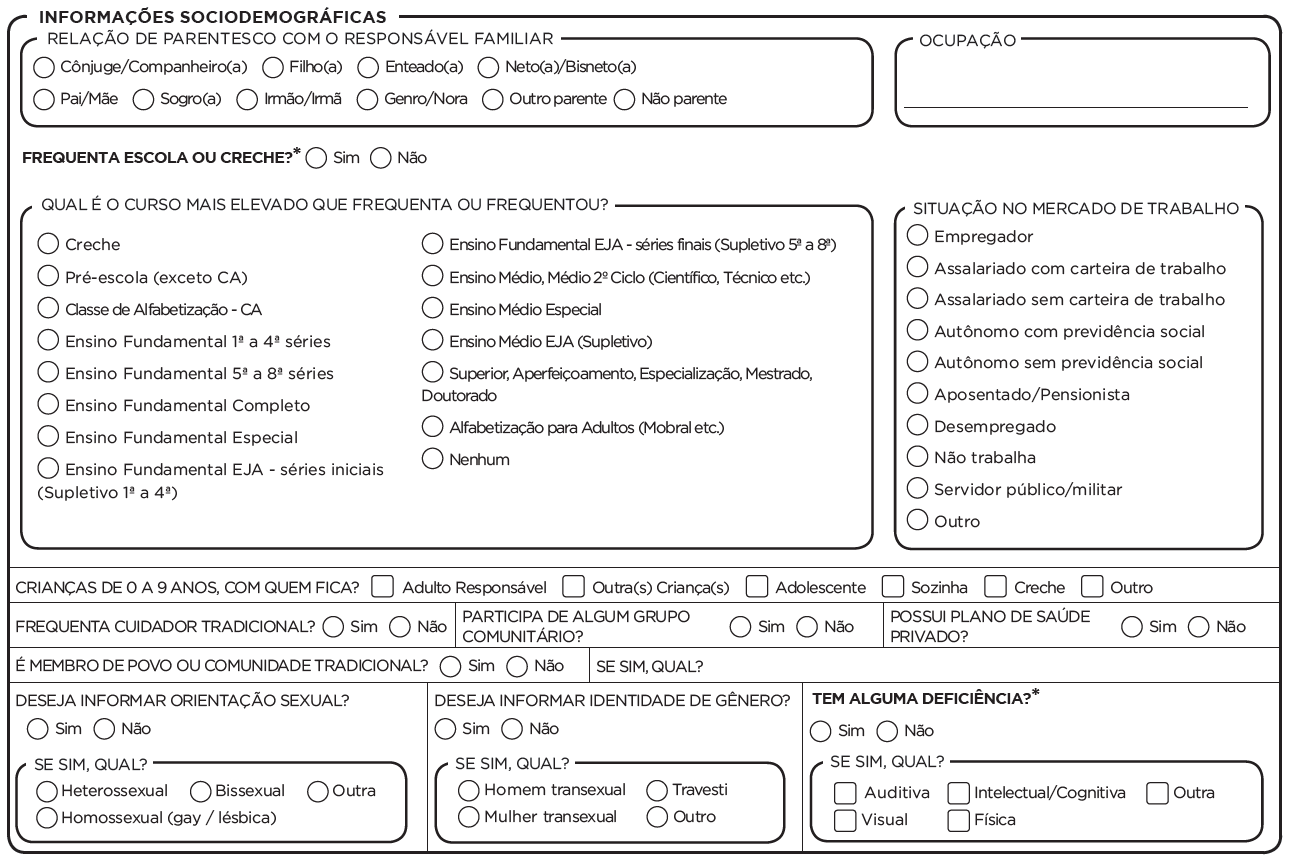 INFORMAÇÕES SOCIODEMOGRÁFICAS
RELAÇÃO DE PARENTESCO COM O RESPONSÁVEL FAMILIAR
Cônjuge/Companheiro(a) Filho(a) Enteado(a) Neto(a)/Bisneto(a)
Pai/Mãe Sogro(a) Irmão/Irmã Genro/Nora Outro parente Não parente
OCUPAÇÃO
FREQUENTA ESCOLA OU CRECHE?* Sim Não
QUAL É O CURSO MAIS ELEVADO QUE FREQUENTA OU FREQUENTOU?
Creche
Pré-escola (exceto CA)
Classe de Alfabetização - CA
Ensino Fundamental 1ª a 4ª séries
Ensino Fundamental 5ª a 8ª séries
Ensino Fundamental Completo
Ensino Fundamental Especial
Ensino Fundamental EJA - séries iniciais
(Supletivo 1ª a 4ª)
Ensino Fundamental EJA - séries finais (Supletivo 5ª a 8ª)
Ensino Médio, Médio 2º Ciclo (Científico, Técnico etc.)
Ensino Médio Especial
Ensino Médio EJA (Supletivo)
Superior, Aperfeiçoamento, Especialização, Mestrado,
Doutorado
Alfabetização para Adultos (Mobral etc.)
Nenhum
SITUAÇÃO NO MERCADO DE TRABALHO
Empregador
Assalariado com carteira de trabalho
Assalariado sem carteira de trabalho
Autônomo com previdência social
Autônomo sem previdência social
Aposentado/Pensionista
Desempregado
Não trabalha
Servidor público/militar
Outro
CRIANÇAS DE 0 A 9 ANOS, COM QUEM FICA? Adulto Responsável Outra(s) Criança(s) Adolescente Sozinha Creche Outro
FREQUENTA CUIDADOR TRADICIONAL? Sim Não
PARTICIPA DE ALGUM GRUPO
COMUNITÁRIO? Sim Não
POSSUI PLANO DE SAÚDE
PRIVADO? Sim Não
É MEMBRO DE POVO OU COMUNIDADE TRADICIONAL? Sim Não SE SIM, QUAL?
DESEJA INFORMAR ORIENTAÇÃO SEXUAL?
Sim Não
SE SIM, QUAL?
Heterossexual Bissexual Outra
Homossexual (gay / lésbica)
DESEJA INFORMAR IDENTIDADE DE GÊNERO?
Sim Não
SE SIM, QUAL?
Homem transexual Travesti
Mulher transexual Outro
TEM ALGUMA DEFICIÊNCIA?*
Sim Não
SE SIM, QUAL?
Auditiva Intelectual/Cognitiva Outra
Visual Física